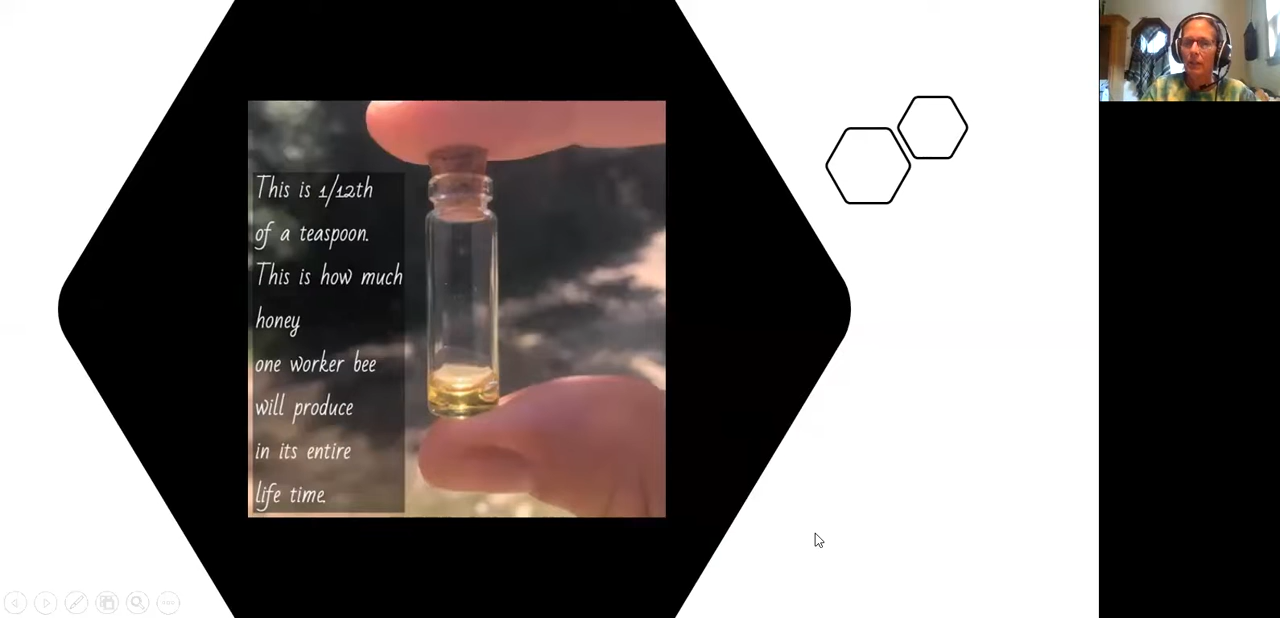 This is 1/12th
of a teaspoon.
This is how much
honey
one worker bee
will produce
in its entire
life time.